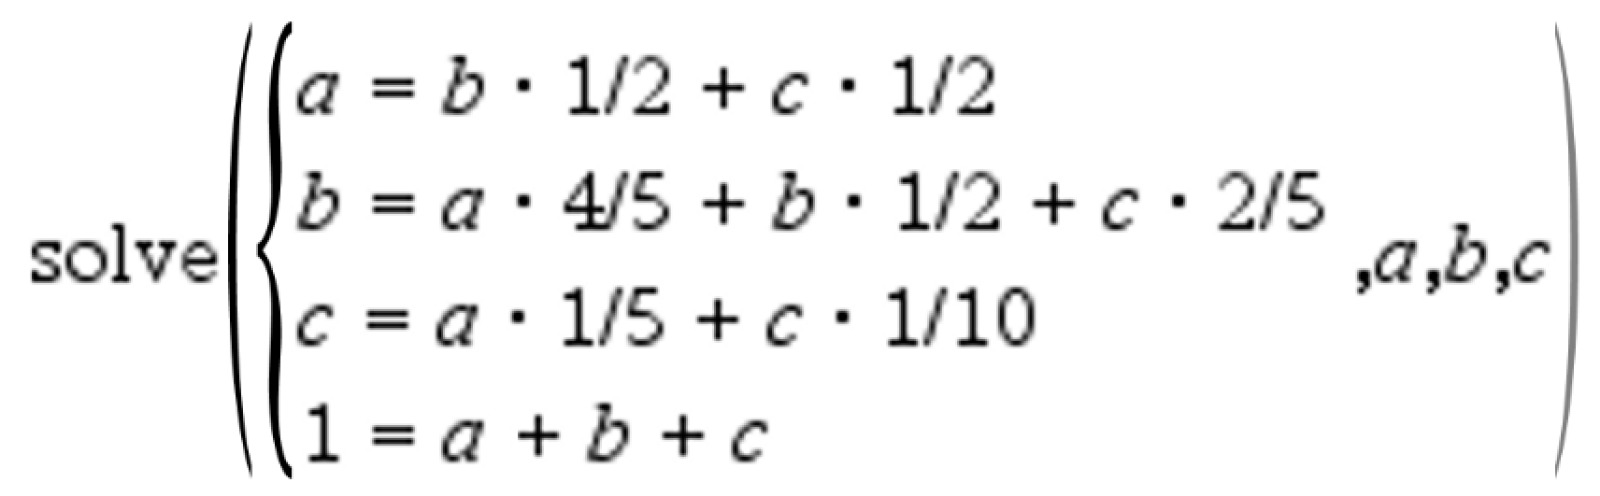 a = b · 1/2 + c · 1/2
b = a · 4/5 + b · 1/2 + c · 2/5
solve ,a,b,c
c = a · 1/5 + c · 1/10
1 = a + b + c